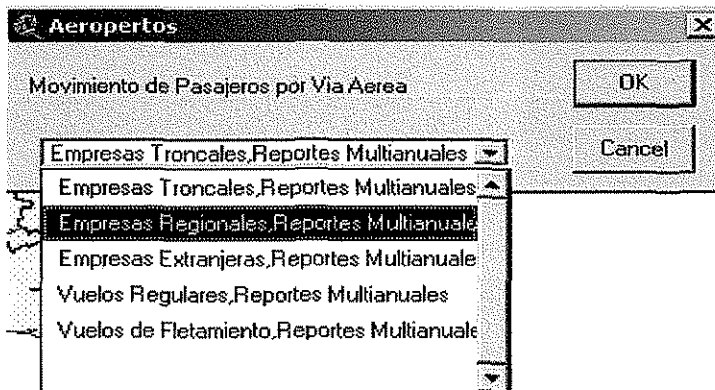 Aeropertos
Movimiento de Pasajeros por Via Aerea
OK
Empresas Troncales,Reportes Multianuales
Cancel
Empresas Troncales,Reportes Multianuales
Empresas Regionales,Reportes Multianuale
Empresas Extranjeras,Reportes Multianuale
Vuelos Regulares,Reportes Multianuales
Vuelos de Fletamiento,Reportes Multianuale